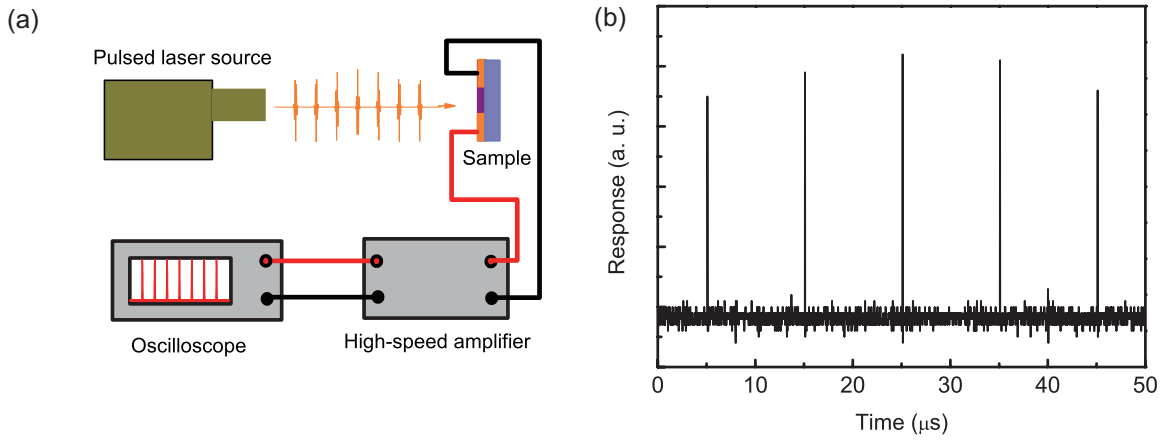 (a)
Pulsed laser source
Sample
Oscilloscope
High-speed amplifier
(b)
Response (a. u.)
0 10 20 30 40 50
Time (μs)